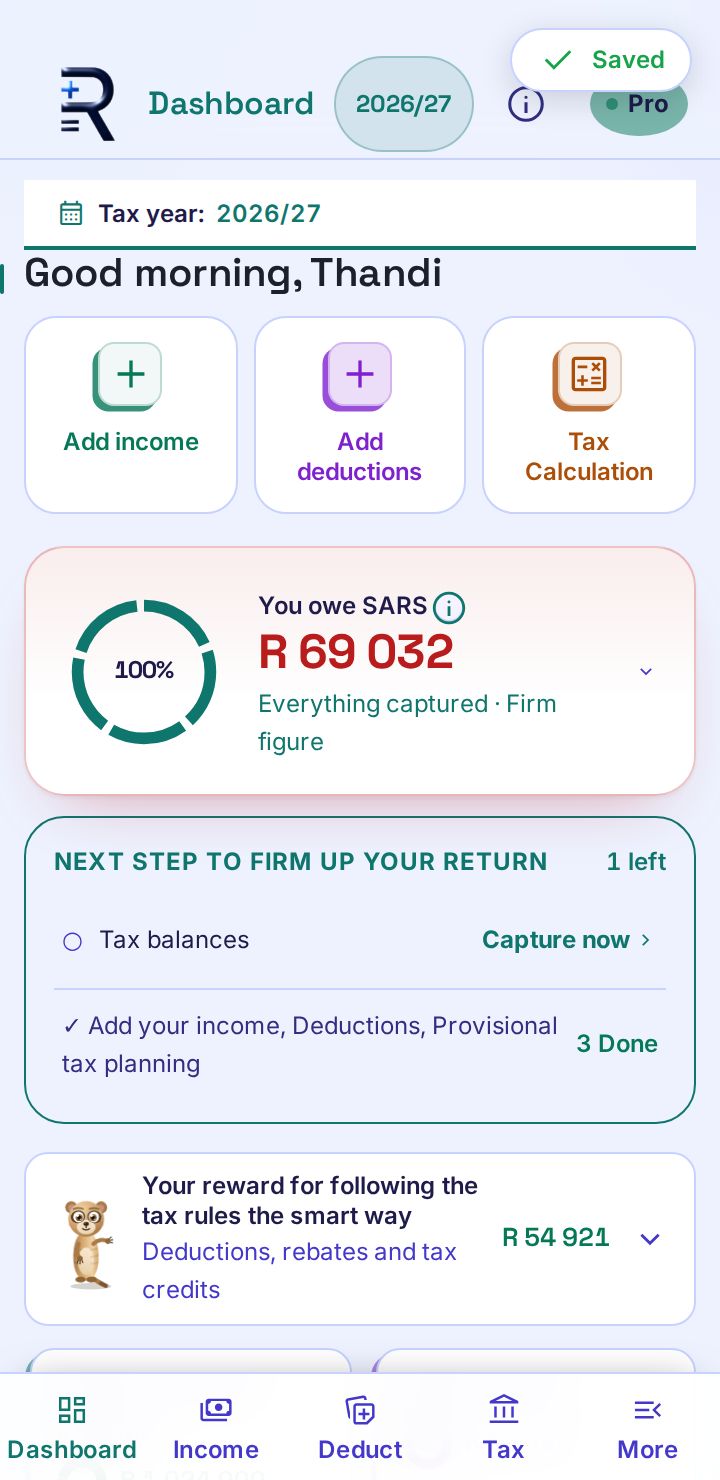 Saved
Dashboard
2026/27
Pro
Tax year: 2026/27
Good morning, Thandi
Add income
Add
deductions
Tax
Calculation
100%
You owe SARS
R 69 032
Everything captured · Firm
figure
NEXT STEP TO FIRM UP YOUR RETURN
1 left
Tax balances
Capture now ›
✓ Add your income, Deductions, Provisional
tax planning
3 Done
Your reward for following the
tax rules the smart way
Deductions, rebates and tax
credits
R 54 921
Dashboard
Income
Deduct
Tax
More